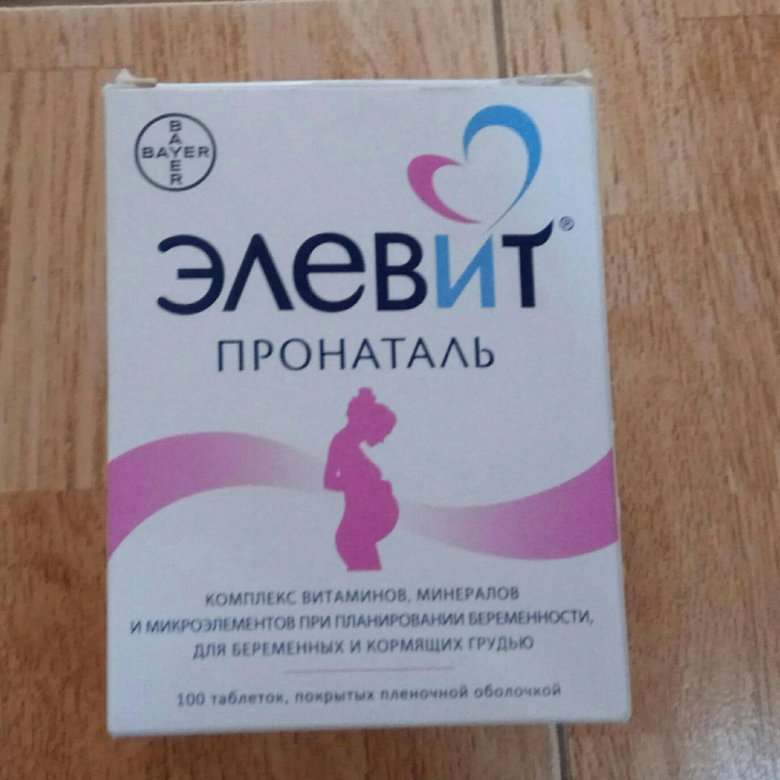 BAYER
BAYER
ЭЛЕВИТ®
ПРОНАТАЛЬ
КОМПЛЕКС ВИТАМИНОВ, МИНЕРАЛОВ
И МИКРОЭЛЕМЕНТОВ ПРИ ПЛАНИРОВАНИИ БЕРЕМЕННОСТИ,
ДЛЯ БЕРЕМЕННЫХ И КОРМЯЩИХ ГРУДЬЮ
100 таблеток, покрытых пленочной оболочкой